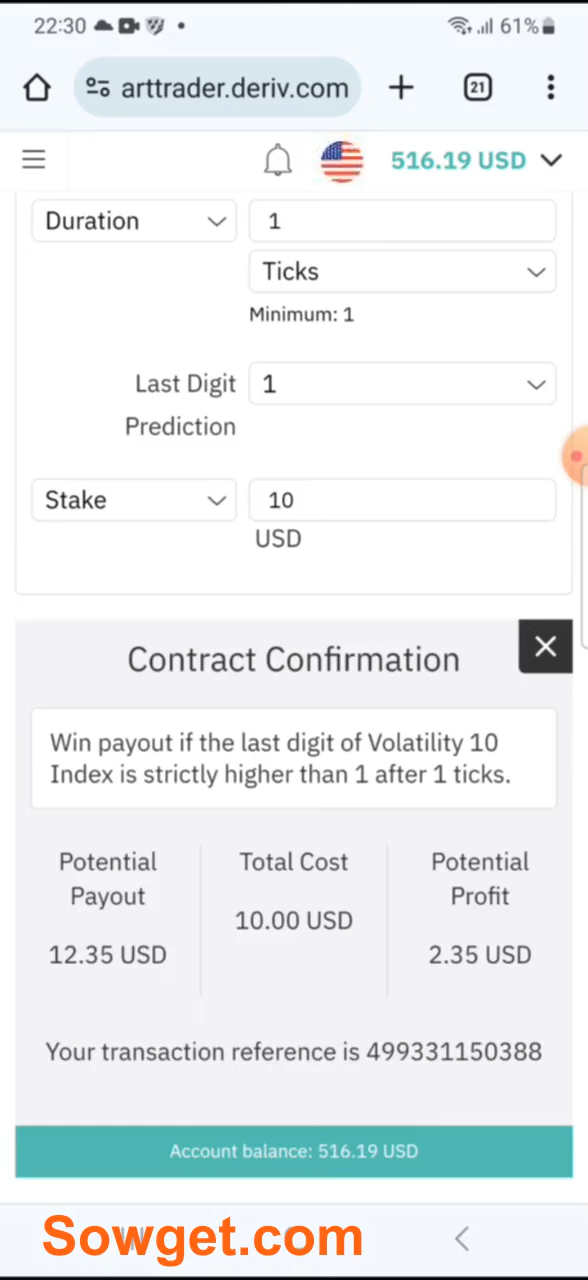 22:30
61%
arttrader.deriv.com
21
516.19 USD
Duration
1
Ticks
Minimum: 1
Last Digit
Prediction
1
Stake
10
USD
Contract Confirmation
Win payout if the last digit of Volatility 10
Index is strictly higher than 1 after 1 ticks.
Potential
Payout
12.35 USD
Total Cost
10.00 USD
Potential
Profit
2.35 USD
Your transaction reference is 499331150388
Account balance: 516.19 USD
Sowget.com